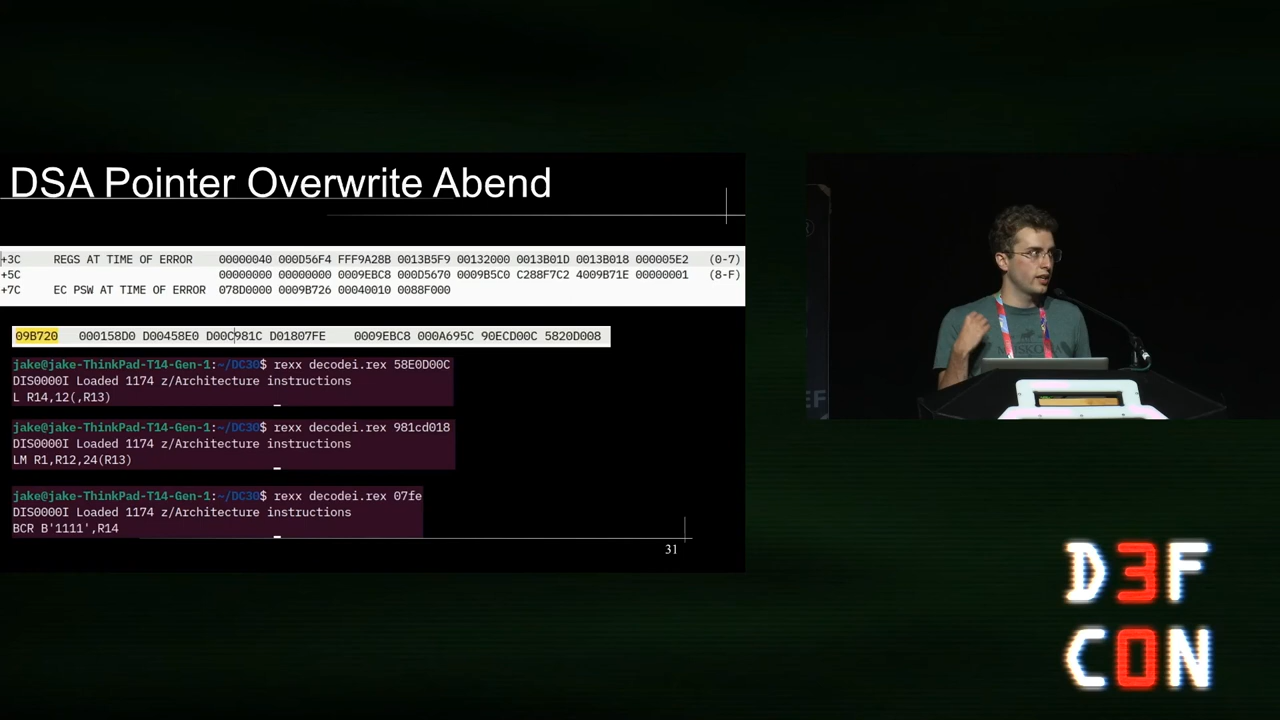 DSA Pointer Overwrite Abend
+3C REGS AT TIME OF ERROR 00000040 000D56F4 FFF9A28B 0013B5F9 00132000 0013B01D 0013B018 000005E2 (0-7)
+5C 00000000 00000000 0009EBC8 000D5670 0009B5C0 C288F7C2 4009B71E 00000001 (8-F)
+7C EC PSW AT TIME OF ERROR 078D0000 0009B726 00040010 0088F000
09B720 000158D0 D00458E0 D00C981C D01807FE 0009EBC8 000A695C 90ECD00C 5820D008
jake@jake-ThinkPad-T14-Gen-1:~/DC30$ rexx decodei.rex 58E0D00C
DIS0000I Loaded 1174 z/Architecture instructions
L R14,12(,R13)
jake@jake-ThinkPad-T14-Gen-1:~/DC30$ rexx decodei.rex 981cd018
DIS0000I Loaded 1174 z/Architecture instructions
LM R1,R12,24(R13)
jake@jake-ThinkPad-T14-Gen-1:~/DC30$ rexx decodei.rex 07fe
DIS0000I Loaded 1174 z/Architecture instructions
BCR B'1111',R14
31
D3F
C0N